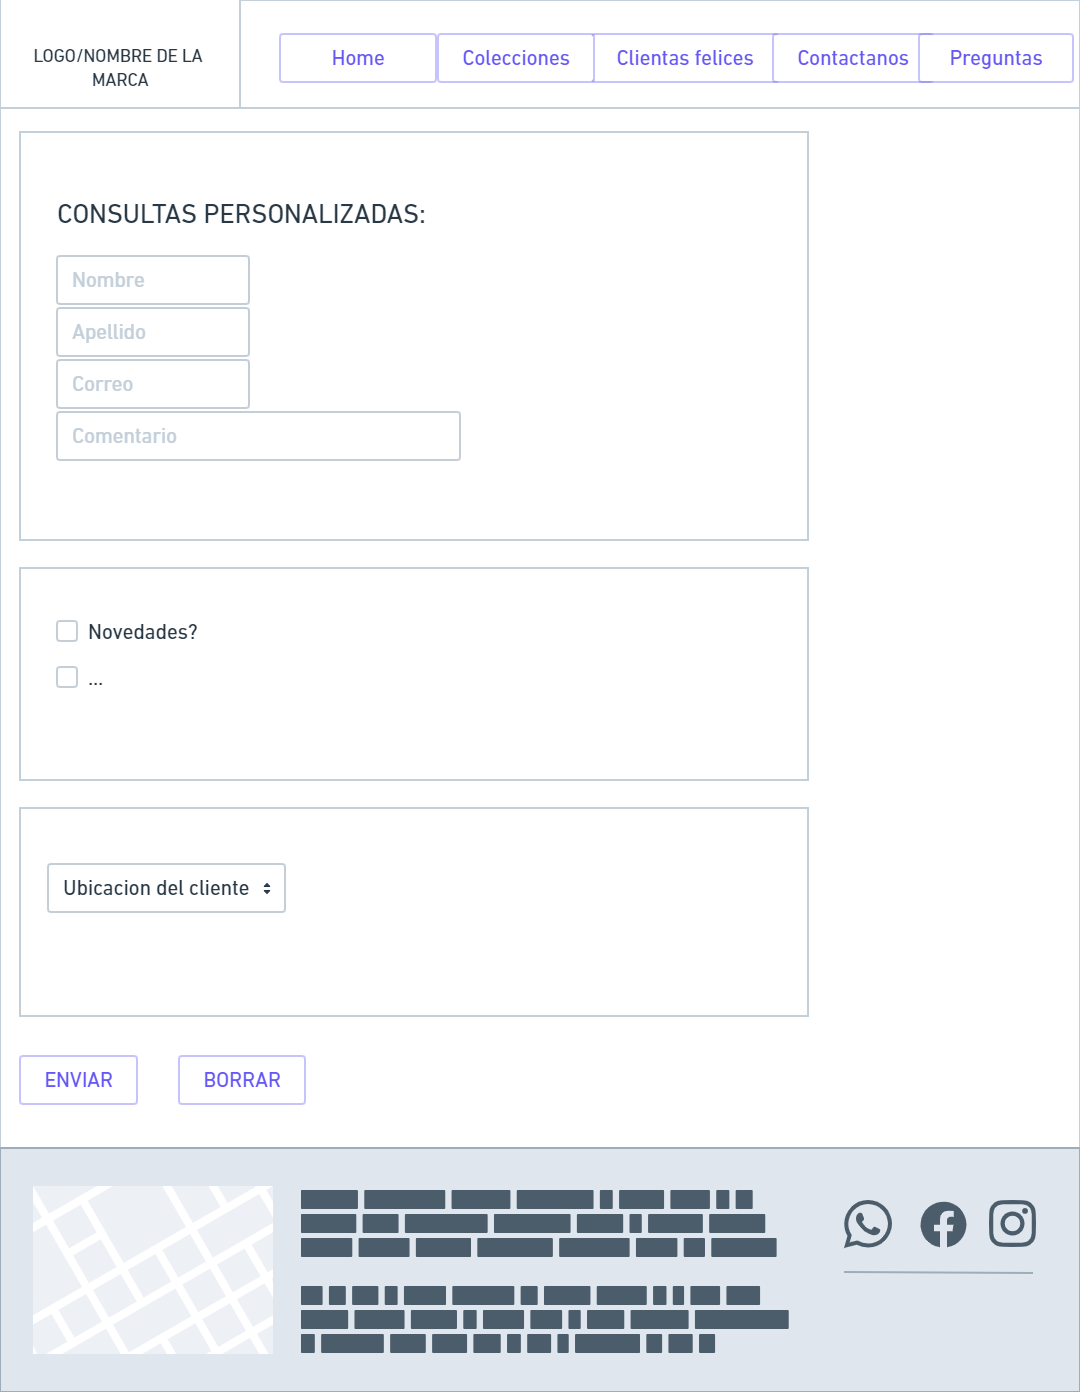 LOGO/NOMBRE DE LA
MARCA
Home
Colecciones
Clientas felices
Contactanos
Preguntas
CONSULTAS PERSONALIZADAS:
Nombre
Apellido
Correo
Comentario
Novedades?
...
Ubicacion del cliente
ENVIAR
BORRAR